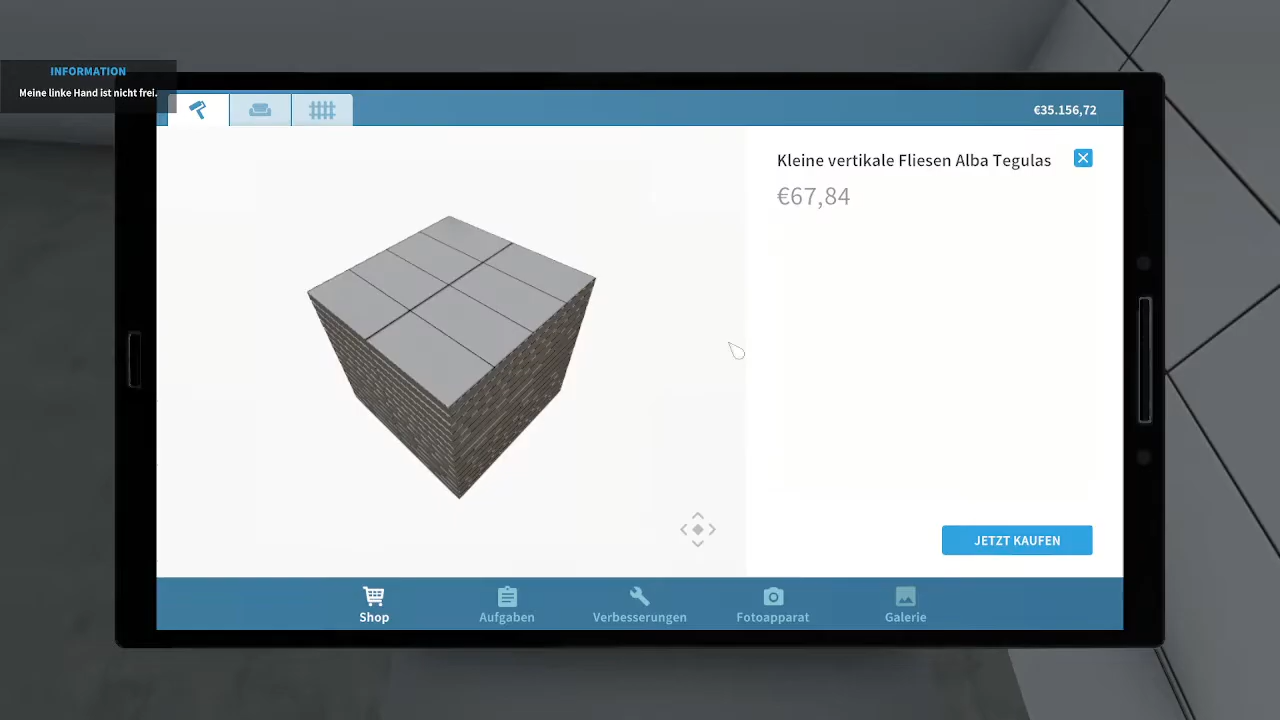 INFORMATION
Meine linke Hand ist nicht frei.
€35.156,72
Kleine vertikale Fliesen Alba Tegulas
€67,84
JETZT KAUFEN
Shop
Aufgaben
Verbesserungen
Fotoapparat
Galerie